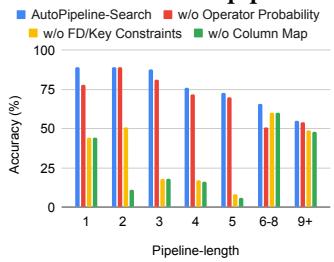 AutoPipeline-Search w/o Operator Probability
w/o FD/Key Constraints w/o Column Map
100
75
50
25
0
Accuracy (%)
1 2 3 4 5 6-8 9+
Pipeline-length